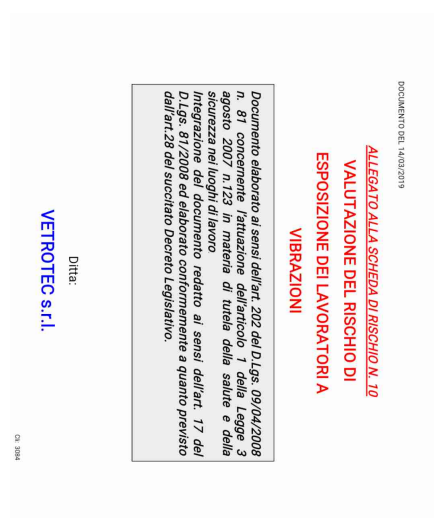 DOCUMENTO DEL 14/03/2019
ALLEGATO ALLA SCHEDA DI RISCHIO N. 10
VALUTAZIONE DEL RISCHIO DI
ESPOSIZIONE DEI LAVORATORI A
VIBRAZIONI
Documento elaborato ai sensi dell'art. 202 del D.Lgs. 09/04/2008
n. 81 concernente l'attuazione dell'articolo 1 della Legge 3
agosto 2007 n.123 in materia di tutela della salute e della
sicurezza nei luoghi di lavoro
Integrazione del documento redatto ai sensi dell'art. 17 del
D.Lgs. 81/2008 ed elaborato conformemente a quanto previsto
dall'art.28 del succitato Decreto Legislativo.
Ditta:
VETROTEC s.r.l.
Ck: 3084